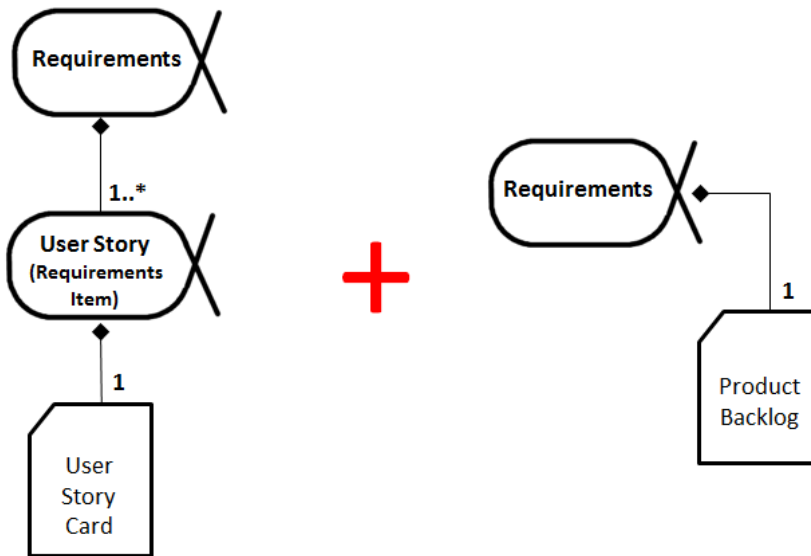 Requirements
1..*
User Story
(Requirements
Item)
1
User
Story
Card
Requirements
1
Product
Backlog